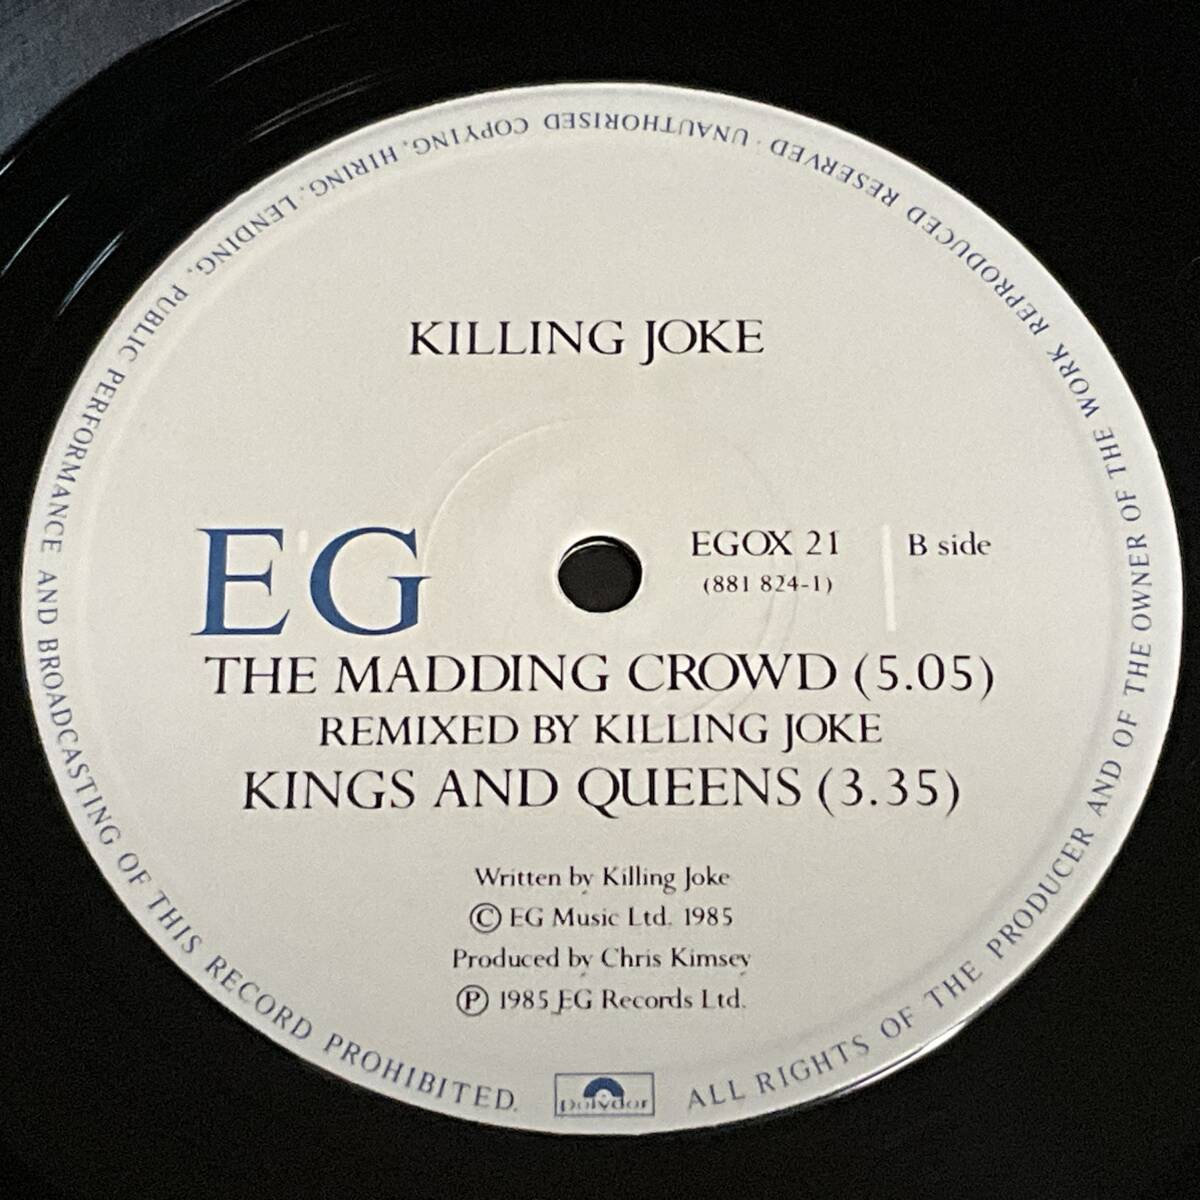 KILLING JOKE
EG
EGOX 21
(881 824-1)
B side
THE MADDING CROWD (5.05)
REMIXED BY KILLING JOKE
KINGS AND QUEENS (3.35)
Written by Killing Joke
© EG Music Ltd. 1985
Produced by Chris Kimsey
℗ 1985 EG Records Ltd.
polydor
ALL RIGHTS OF THE PRODUCER AND OF THE OWNER OF THE WORK REPRODUCED RESERVED · UNAUTHORISED COPYING, HIRING, LENDING, PUBLIC PERFORMANCE AND BROADCASTING OF THIS RECORD PROHIBITED.